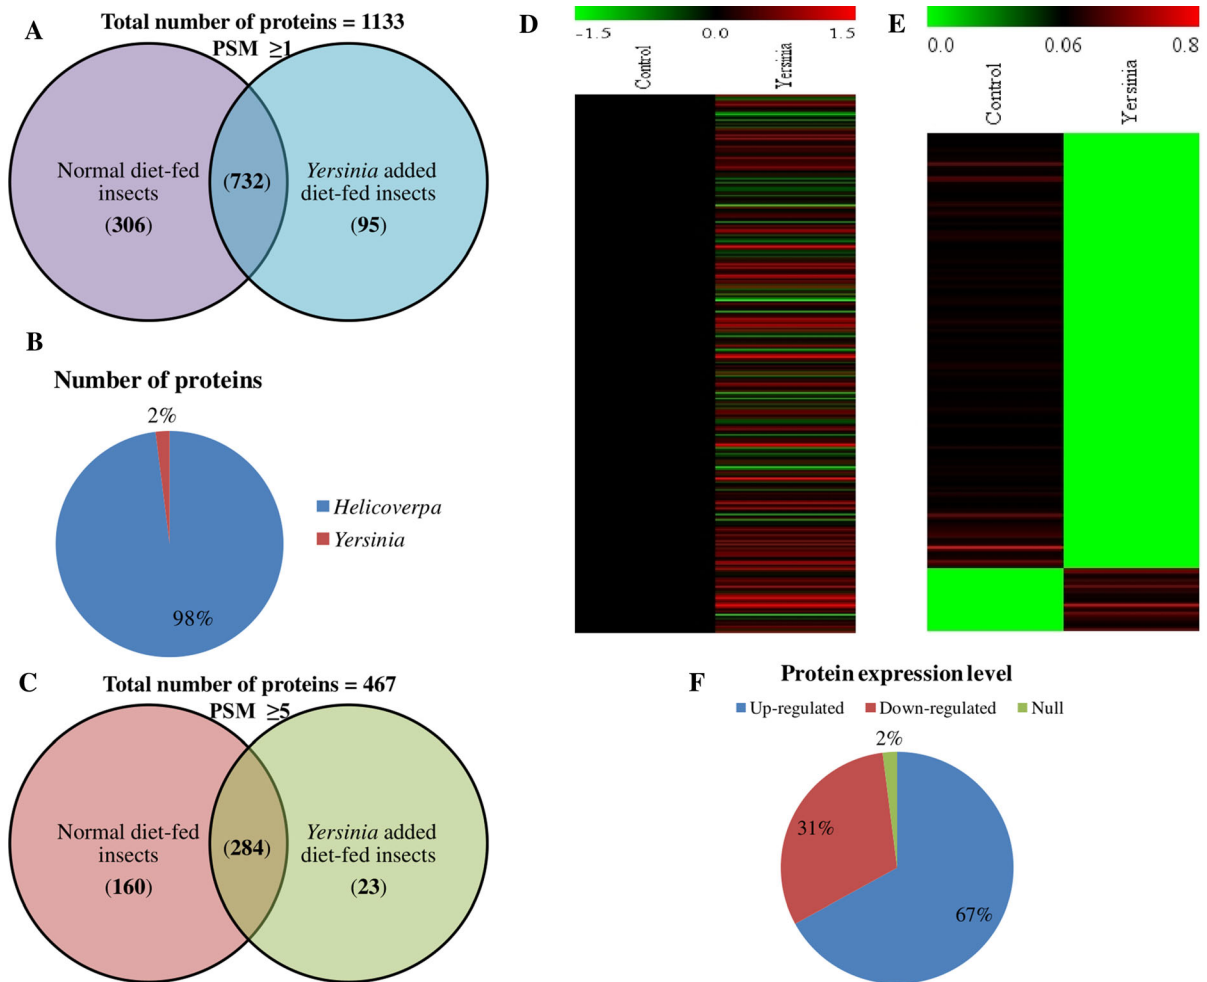 A
Total number of proteins = 1133
PSM ≥1
Normal diet-fed
insects
(306)
(732)
Yersinia added
diet-fed insects
(95)
B
Number of proteins
2%
98%
Helicoverpa
Yersinia
C
Total number of proteins = 467
PSM ≥5
Normal diet-fed
insects
(160)
(284)
Yersinia added
diet-fed insects
(23)
D
-1.5 0.0 1.5
Control
Yersinia
E
0.0 0.06 0.8
Control
Yersinia
F
Protein expression level
Up-regulated Down-regulated Null
2%
31%
67%